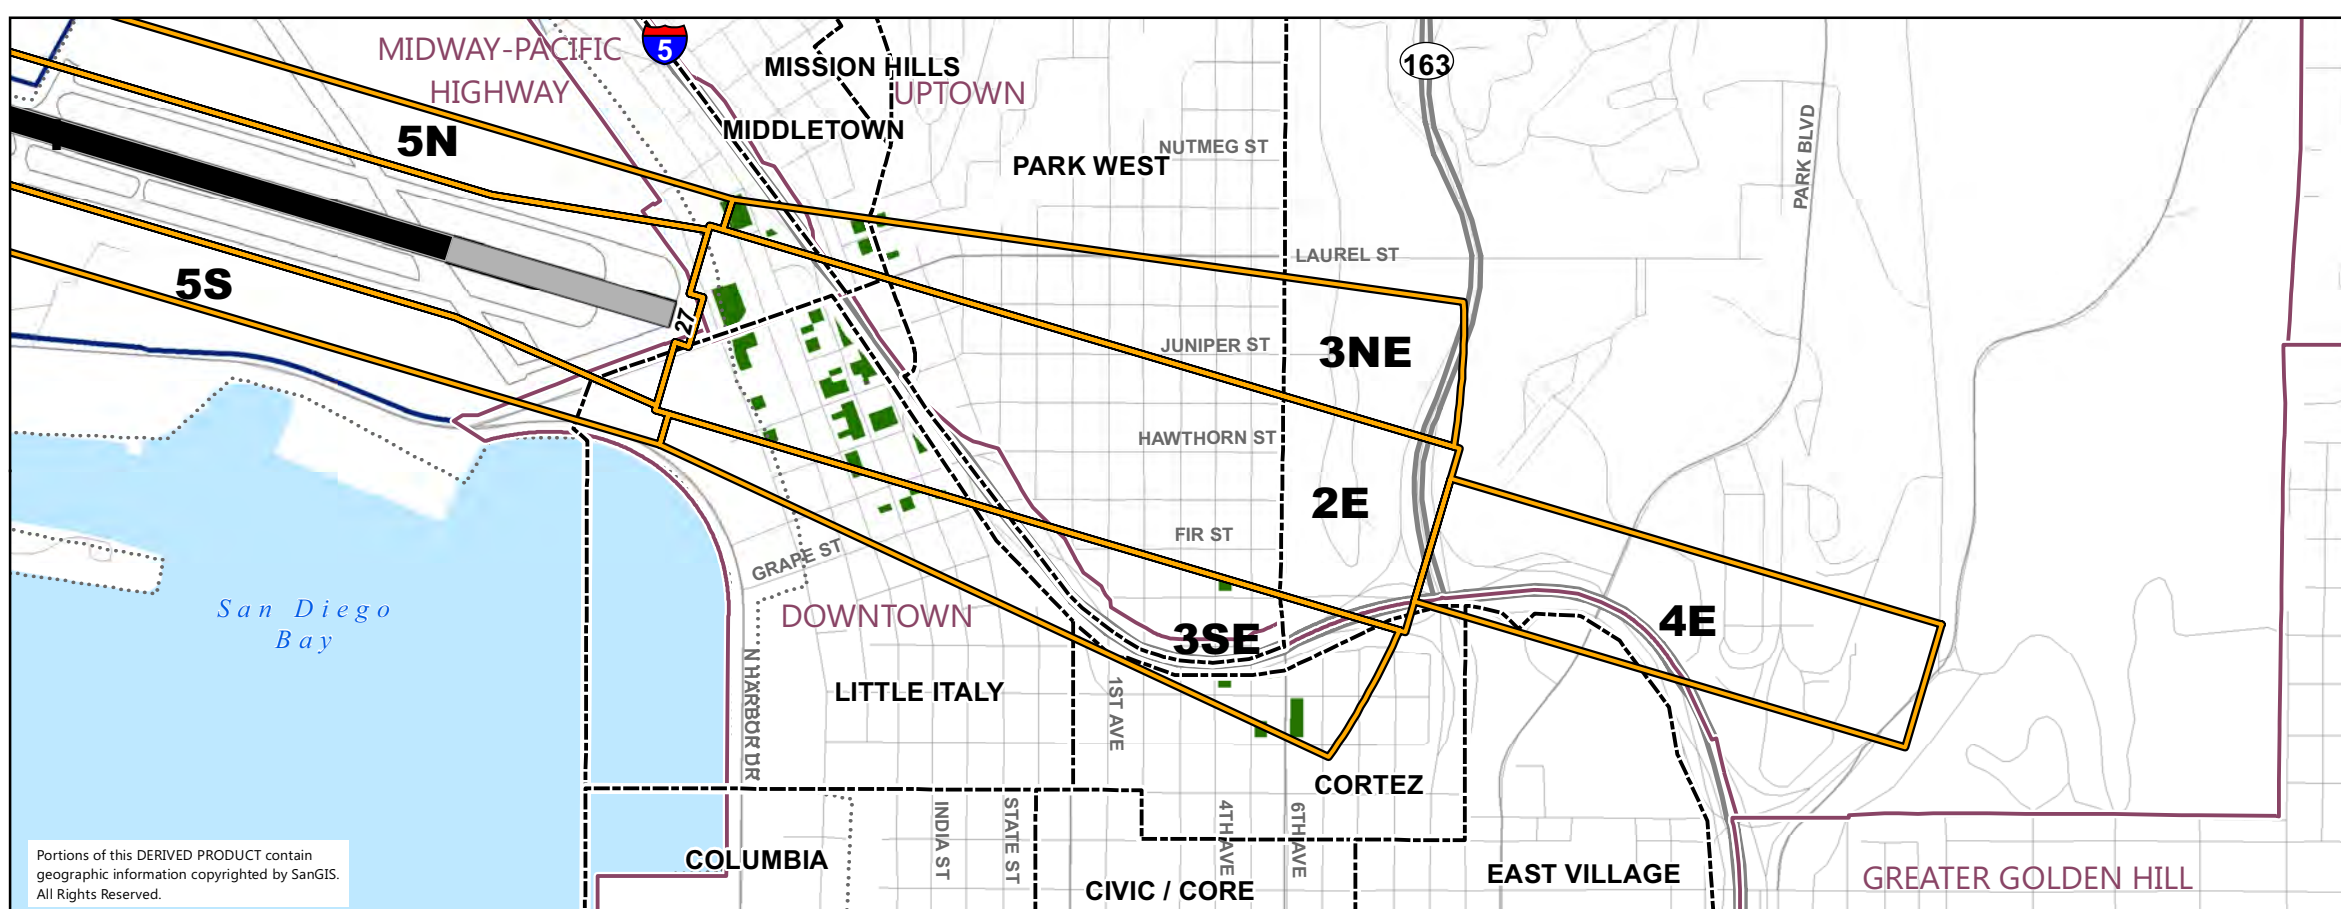 MIDWAY-PACIFIC
HIGHWAY
5
MISSION HILLS
UPTOWN
163
MIDDLETOWN
5N
NUTMEG ST
PARK WEST
PARK BLVD
LAUREL ST
5S
27
JUNIPER ST
3NE
HAWTHORN ST
2E
FIR ST
GRAPE ST
San Diego
Bay
DOWNTOWN
3SE
4E
N HARBOR DR
LITTLE ITALY
1ST AVE
CORTEZ
INDIA ST
STATE ST
4TH AVE
6TH AVE
COLUMBIA
CIVIC / CORE
EAST VILLAGE
GREATER GOLDEN HILL
Portions of this DERIVED PRODUCT contain
geographic information copyrighted by SanGIS.
All Rights Reserved.